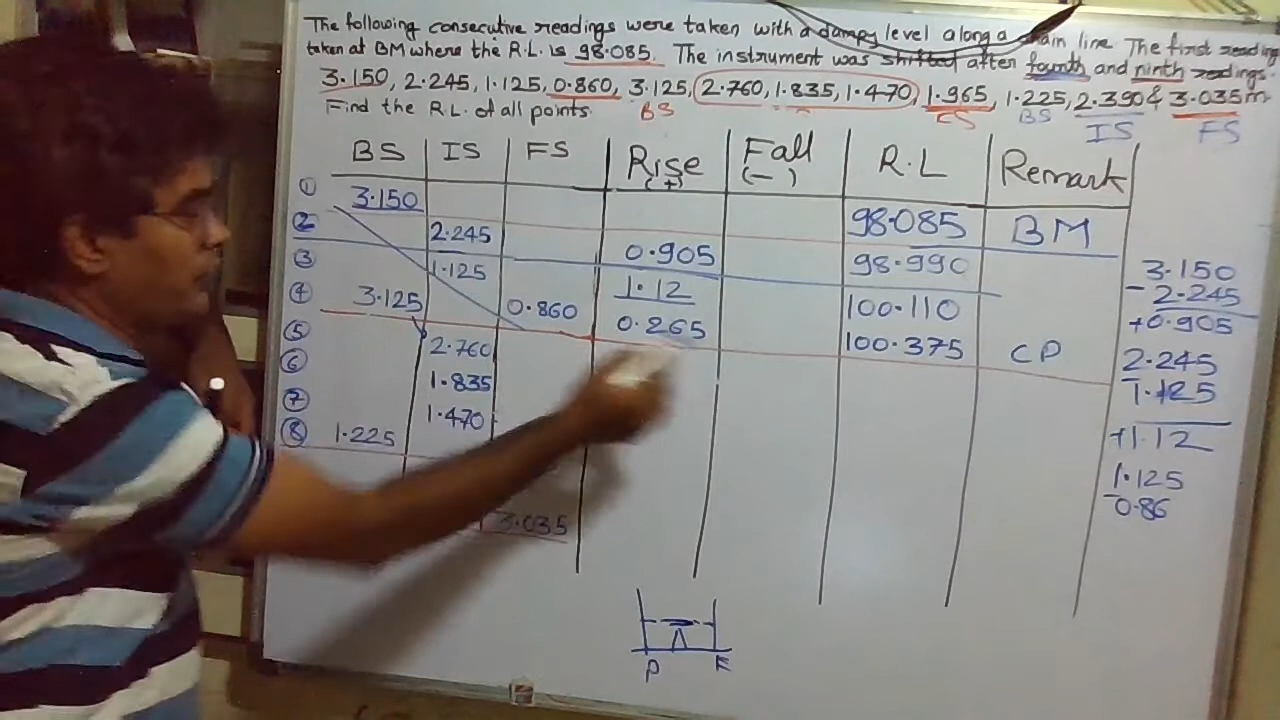 The following consecutive readings were taken with a dumpy level along a chain line The first reading
taken at BM where the R.L. is 98.085. The instrument was shifted after fourth and ninth readings.
3.150, 2.245, 1.125, 0.860, 3.125, 2.760, 1.835, 1.470, 1.965, 1.225, 2.390 & 3.035m.
Find the R.L. of all points. BS CS BS IS FS
BS IS FS Rise (+) Fall (-) R.L Remark
① 3.150 98.085 BM
② 2.245 0.905 98.990
③ 1.125 1.12 100.110
④ 3.125 0.860 0.265 100.375 CP
⑤ 2.760
⑥ 1.835
⑦ 1.470
⑧ 1.225
3.035
3.150
- 2.245
+0.905
2.245
1.125
+1.12
1.125
-0.86
P